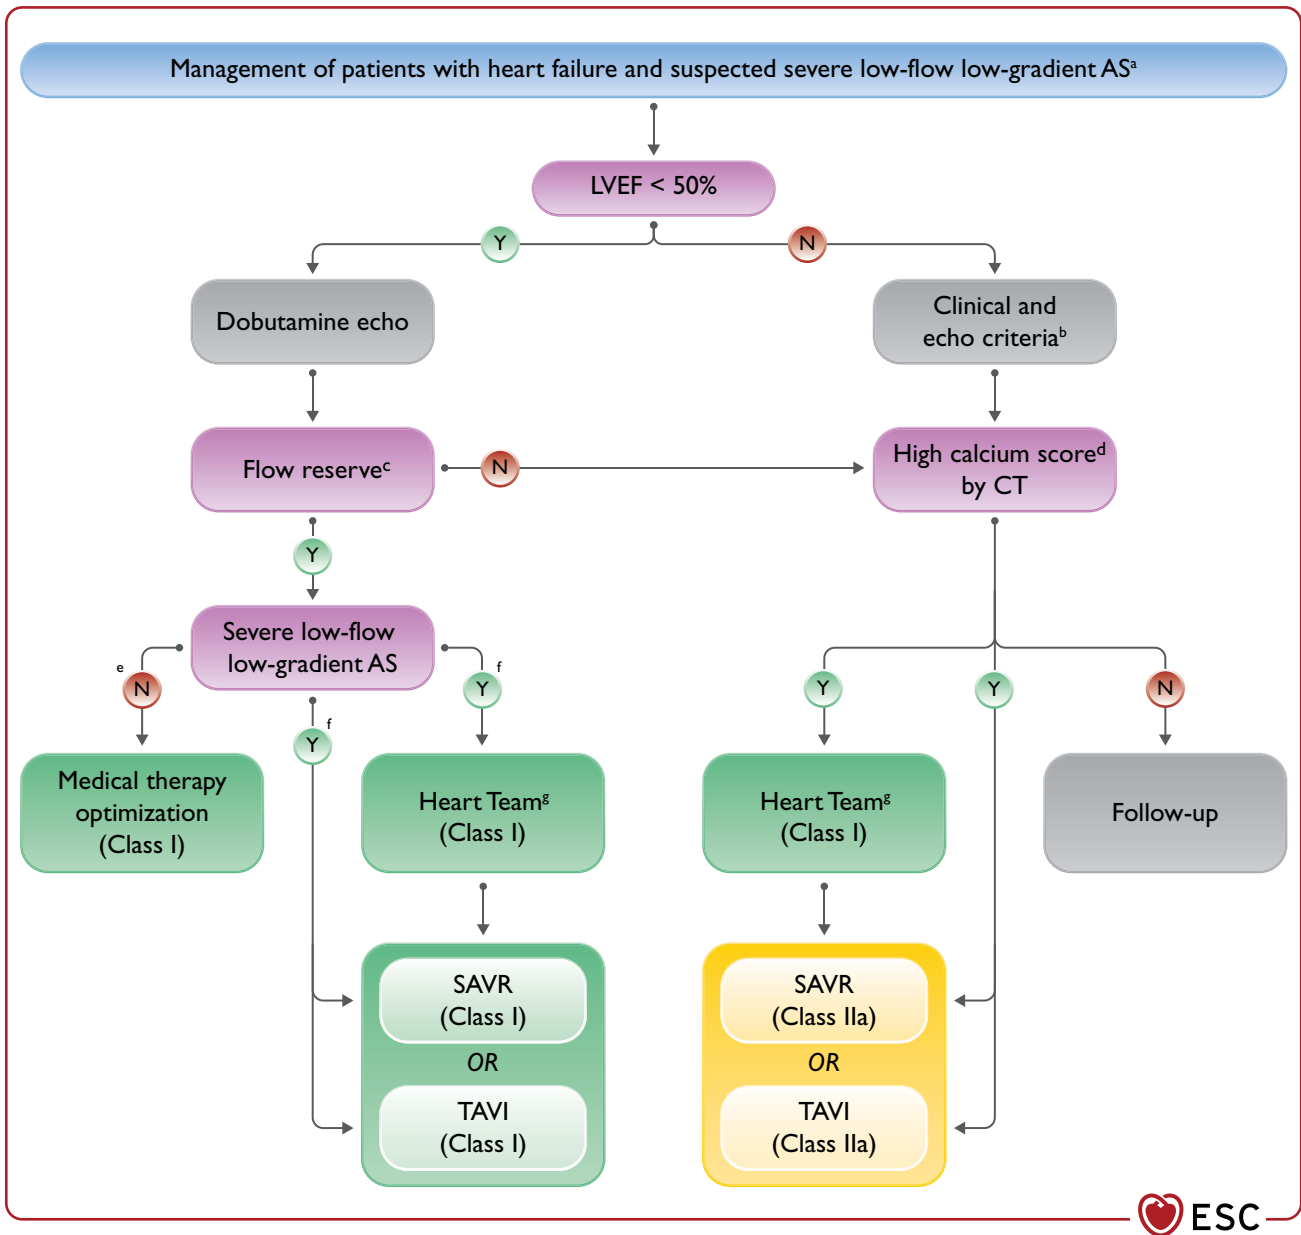 Management of patients with heart failure and suspected severe low-flow low-gradient ASᵃ
LVEF < 50%
Y
N
Dobutamine echo
Clinical and
echo criteriaᵇ
Flow reserveᶜ
N
High calcium scoreᵈ
by CT
Y
Severe low-flow
low-gradient AS
e
N
f
Y
f
Y
Y
Y
N
Medical therapy
optimization
(Class I)
Heart Teamᵍ
(Class I)
Heart Teamᵍ
(Class I)
Follow-up
SAVR
(Class I)
OR
TAVI
(Class I)
SAVR
(Class IIa)
OR
TAVI
(Class IIa)
ESC